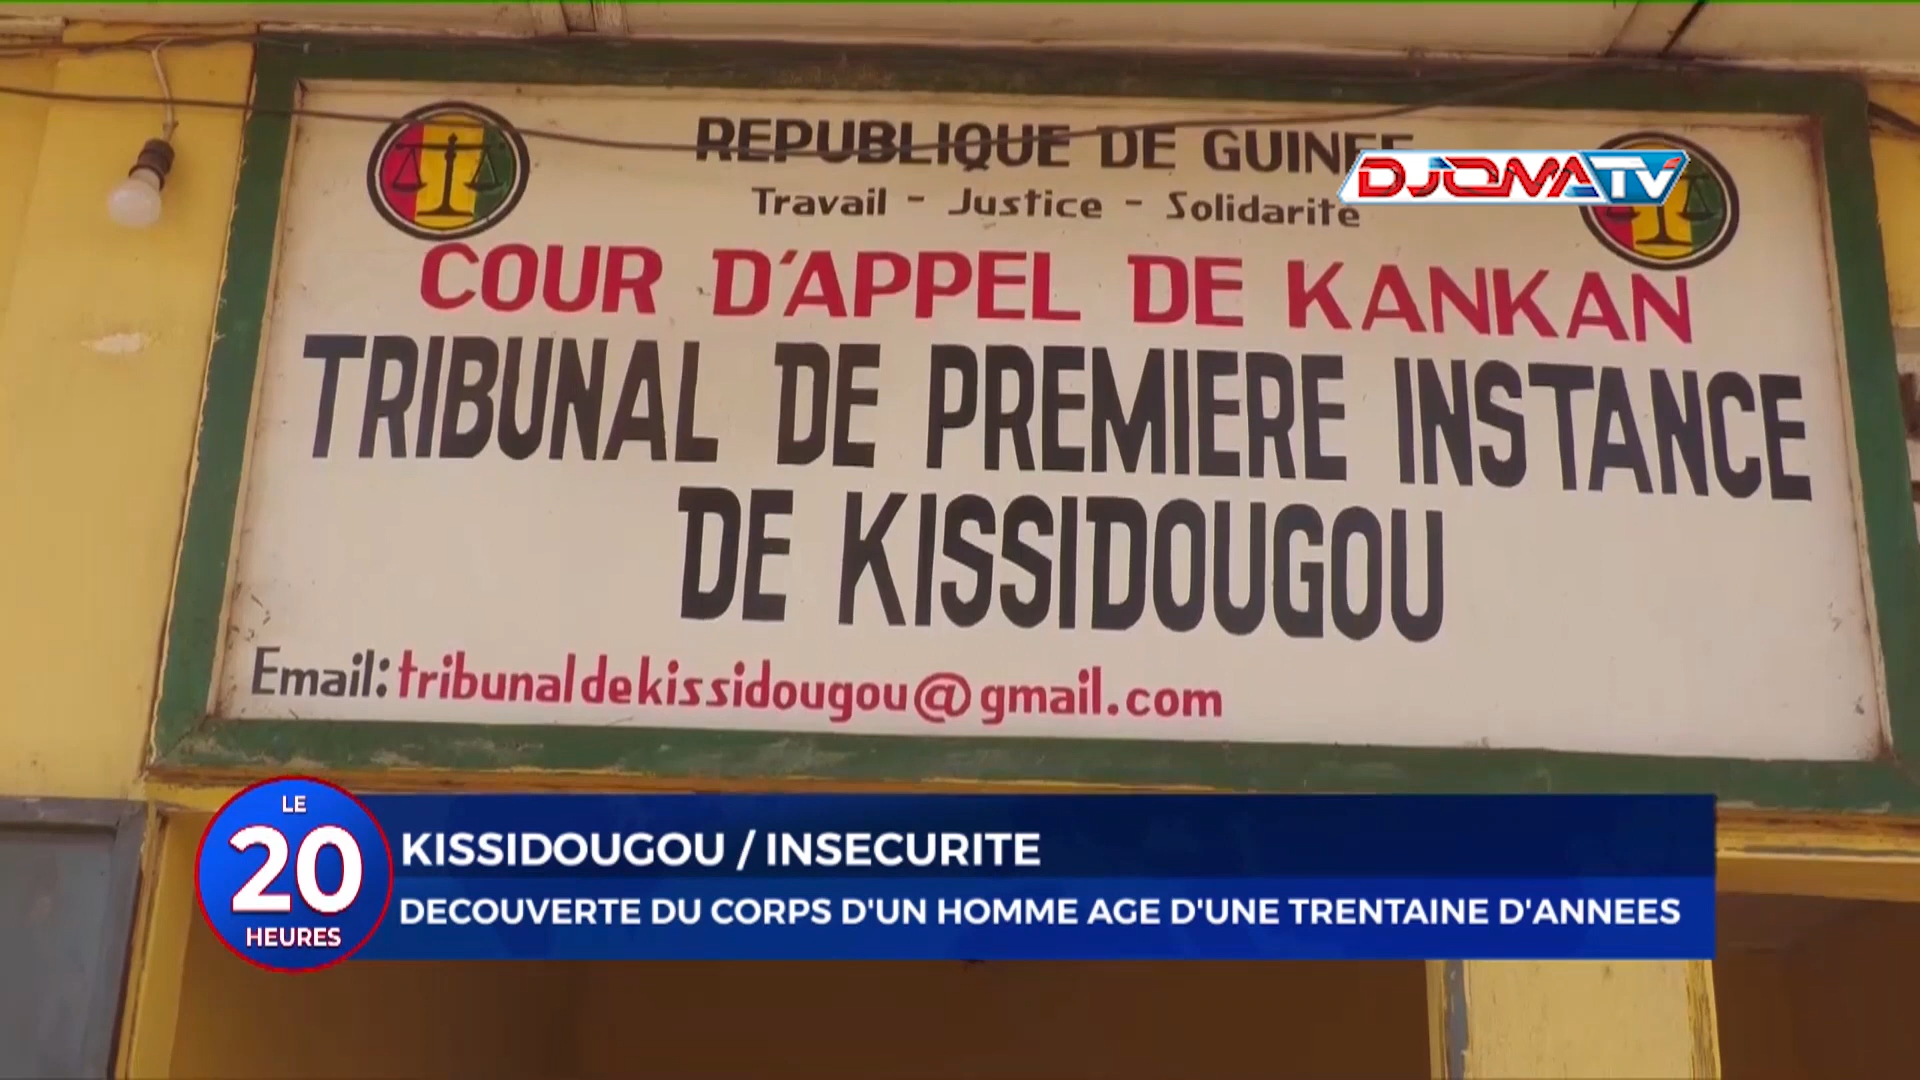 REPUBLIQUE DE GUINEE
DJOMA TV
Travail - Justice - Solidarité
COUR D'APPEL DE KANKAN
TRIBUNAL DE PREMIERE INSTANCE
DE KISSIDOUGOU
Email: tribunaldekissidougou@gmail.com
LE
20
HEURES
KISSIDOUGOU / INSECURITE
DECOUVERTE DU CORPS D'UN HOMME AGE D'UNE TRENTAINE D'ANNEES